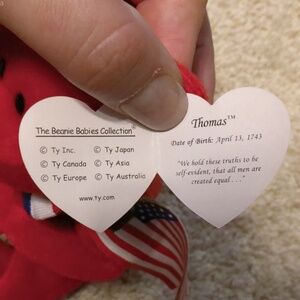 The Beanie Babies Collection®
© Ty Inc. © Ty Japan
© Ty Canada © Ty Asia
© Ty Europe © Ty Australia
www.ty.com
Thomas™
Date of Birth: April 13, 1743
"We hold these truths to be
self-evident, that all men are
created equal . . ."